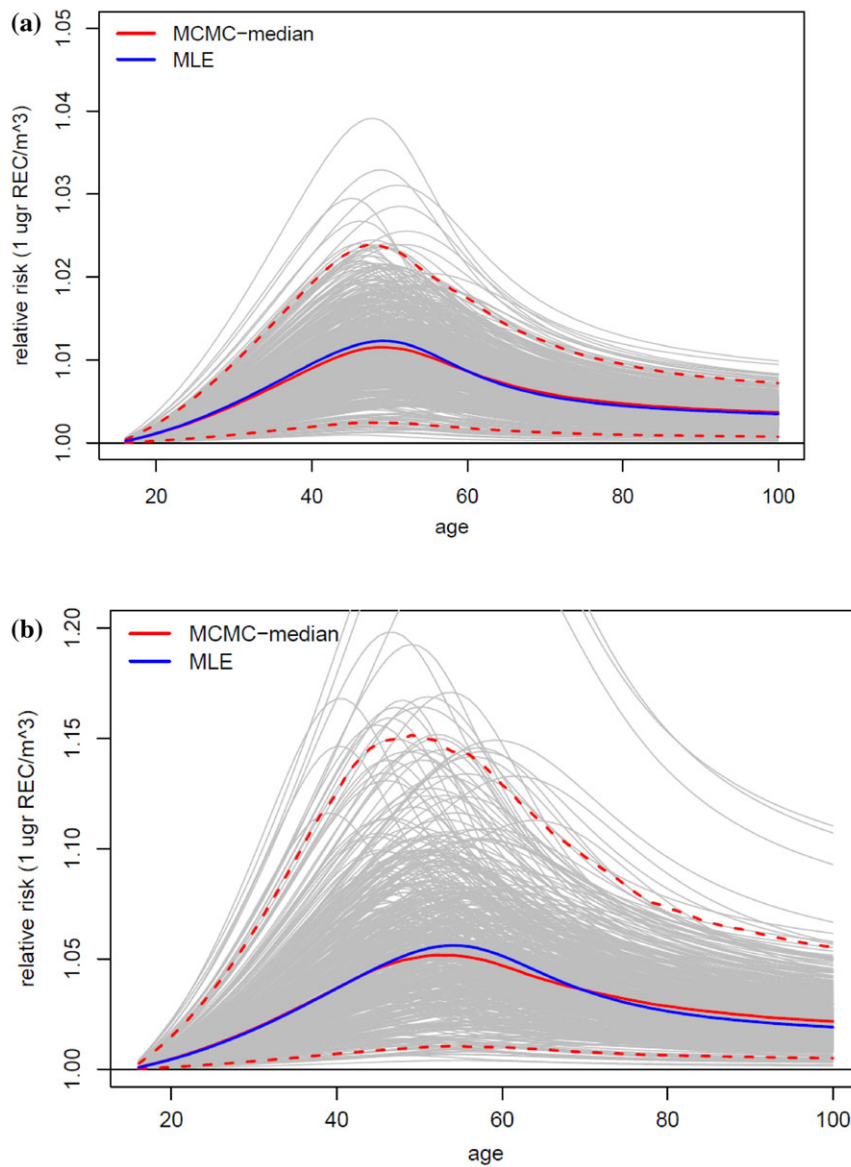 (a)
MCMC−median
MLE
relative risk (1 ugr REC/m^3)
1.05
1.04
1.03
1.02
1.01
1.00
20 40 60 80 100
age
(b)
MCMC−median
MLE
relative risk (1 ugr REC/m^3)
1.20
1.15
1.10
1.05
1.00
20 40 60 80 100
age